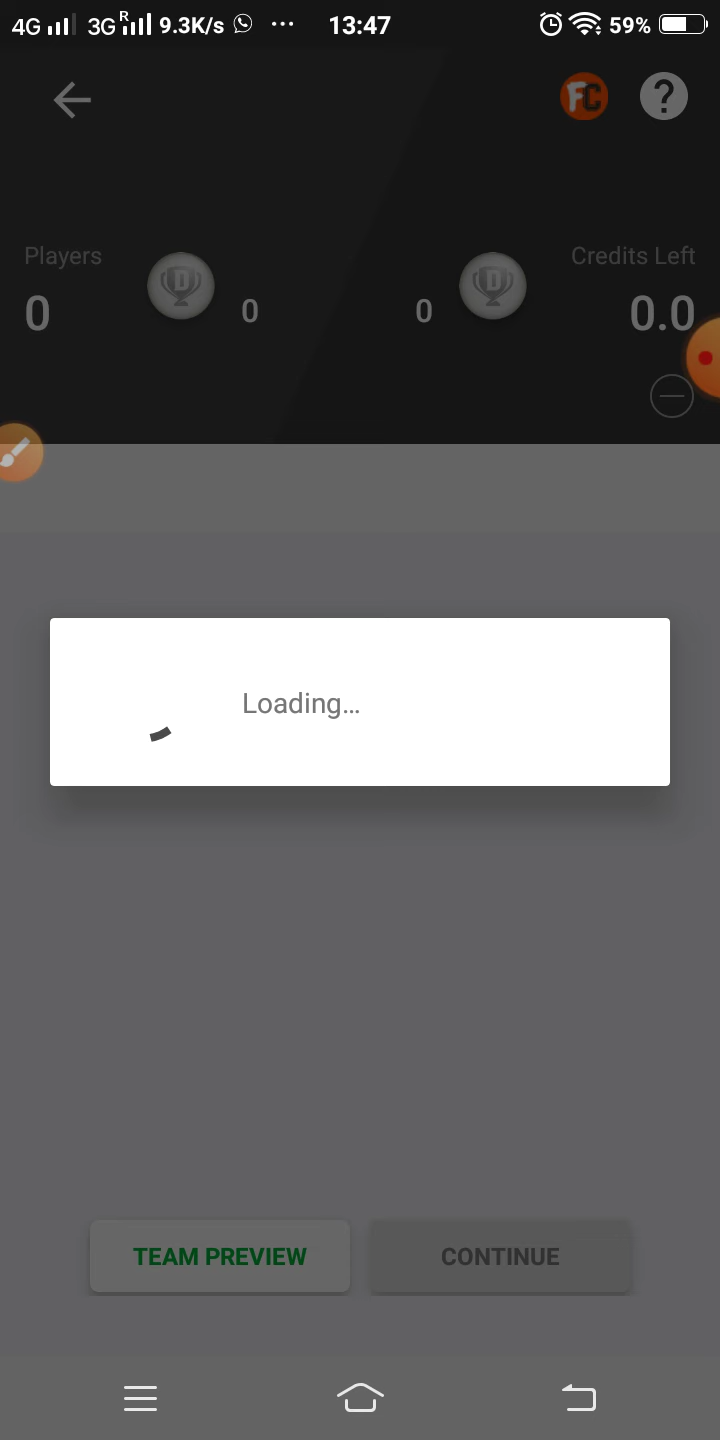 4G 3G R 9.3K/s ... 13:47 59%
FC ?
Players Credits Left
D D
0 0 0 0.0
Loading...
TEAM PREVIEW CONTINUE